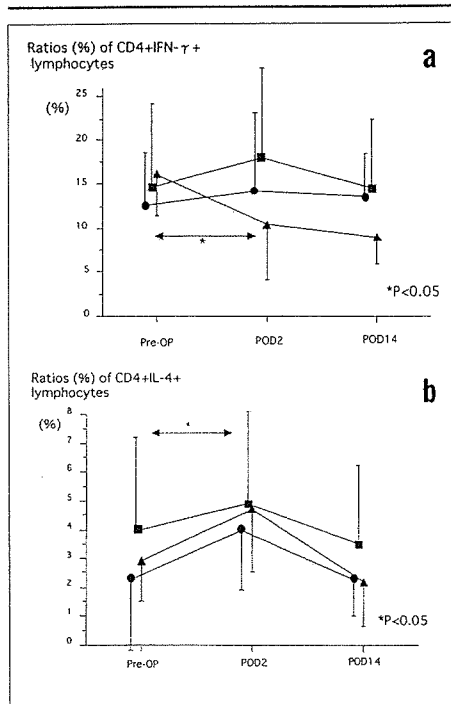 Ratios (%) of CD4+IFN-γ+
lymphocytes
a
(%)
25
20
15
10
5
0
*
*P<0.05
Pre-OP
POD2
POD14
Ratios (%) of CD4+IL-4+
lymphocytes
b
(%)
8
7
6
5
4
3
2
1
0
*
*P<0.05
Pre-OP
POD2
POD14